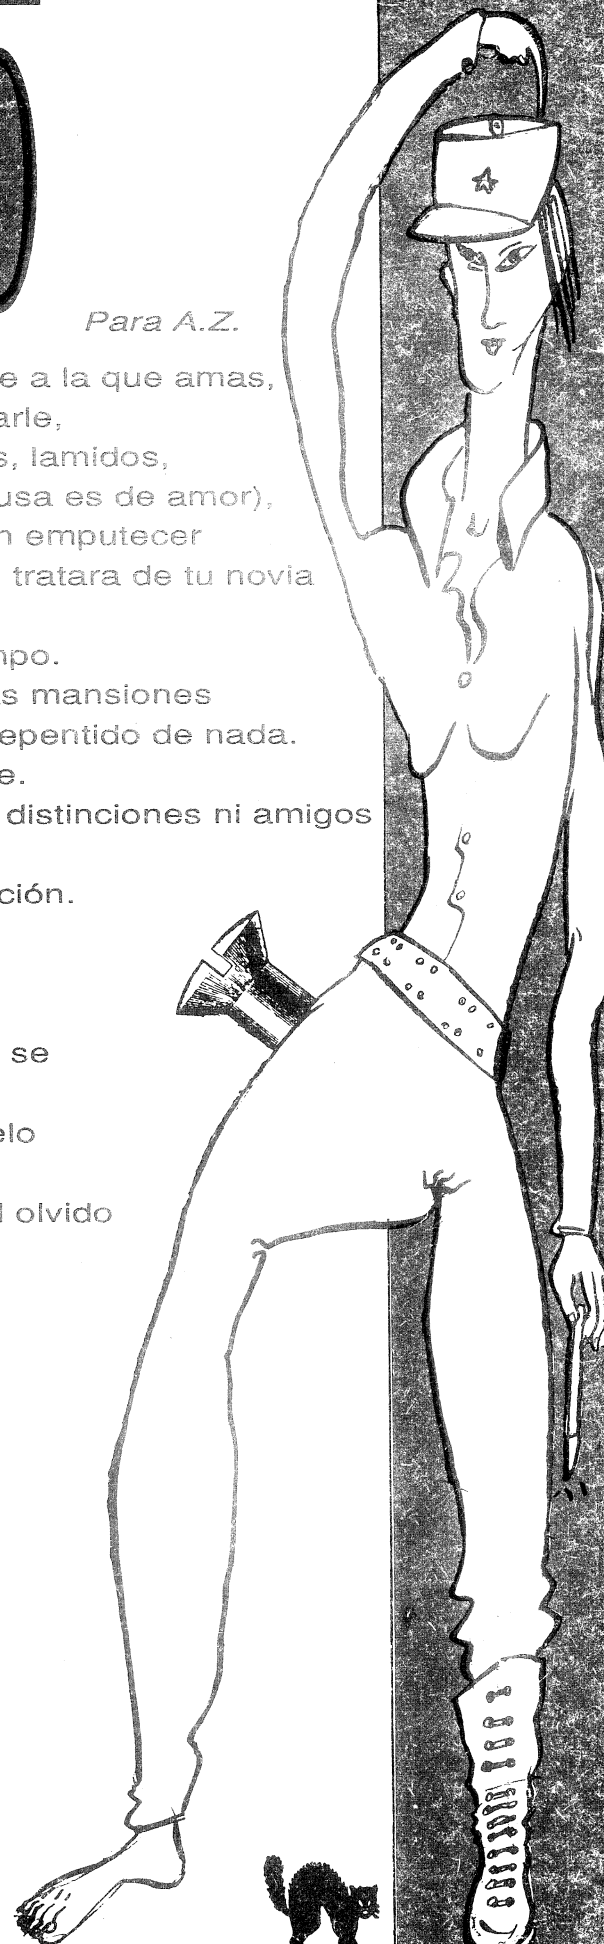 Para A.Z.
e a la que amas,
arle,
s, lamidos,
usa es de amor),
n emputecer
tratara de tu novia
npo.
s mansiones
epentido de nada.
e.
distinciones ni amigos
ción.
se
elo
l olvido